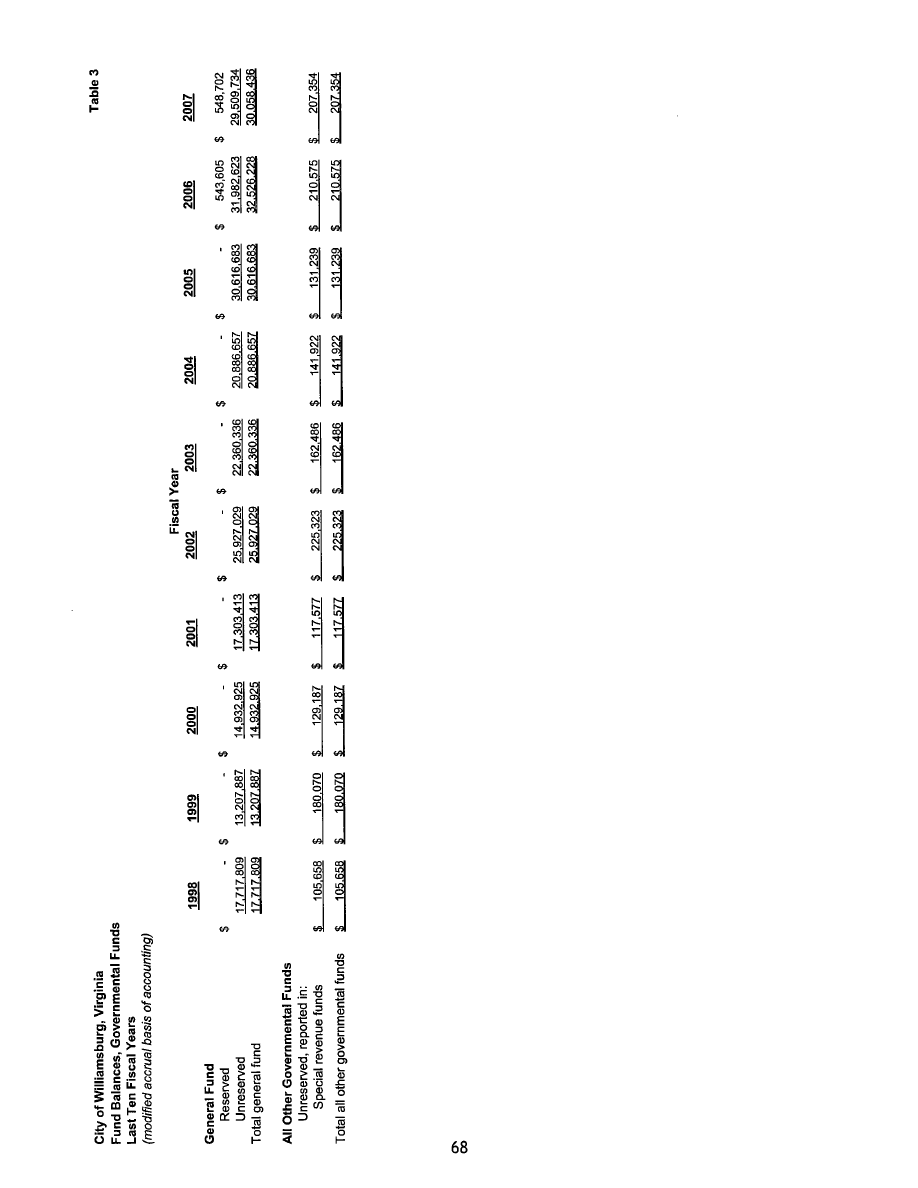 City of Williamsburg, Virginia Table 3
Fund Balances, Governmental Funds
Last Ten Fiscal Years
(modified accrual basis of accounting)
Fiscal Year
1998 1999 2000 2001 2002 2003 2004 2005 2006 2007
General Fund
Reserved $ - $ - $ - $ - $ - $ - $ - $ - $ 543,605 $ 548,702
Unreserved 17,717,809 13,207,887 14,932,925 17,303,413 25,927,029 22,360,336 20,886,657 30,616,683 31,982,623 29,509,734
Total general fund 17,717,809 13,207,887 14,932,925 17,303,413 25,927,029 22,360,336 20,886,657 30,616,683 32,526,228 30,058,436
All Other Governmental Funds
Unreserved, reported in:
Special revenue funds $ 105,658 $ 180,070 $ 129,187 $ 117,577 $ 225,323 $ 162,486 $ 141,922 $ 131,239 $ 210,575 $ 207,354
Total all other governmental funds $ 105,658 $ 180,070 $ 129,187 $ 117,577 $ 225,323 $ 162,486 $ 141,922 $ 131,239 $ 210,575 $ 207,354
68